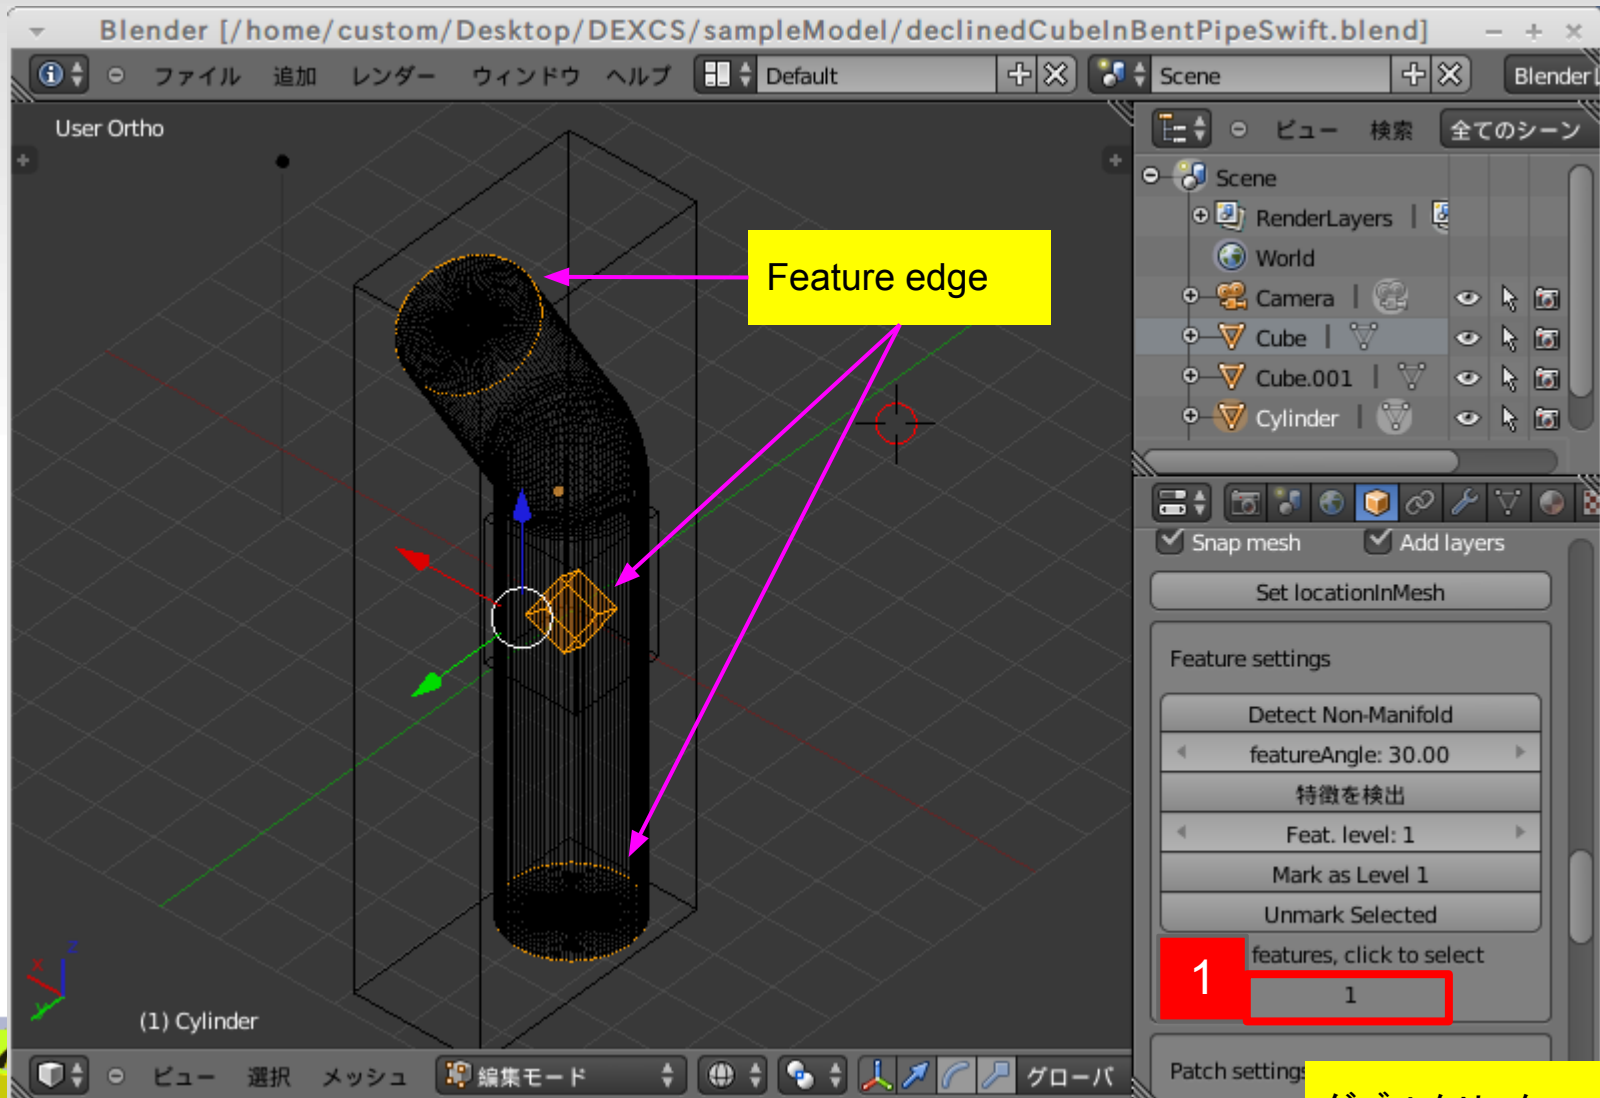 Blender [/home/custom/Desktop/DEXCS/sampleModel/declinedCubeInBentPipeSwift.blend]
ファイル 追加 レンダー ウィンドウ ヘルプ Default Scene Blender
User Ortho
ビュー 検索 全てのシーン
Scene
RenderLayers
World
Camera
Cube
Cube.001
Cylinder
Feature edge
Snap mesh Add layers
Set locationInMesh
Feature settings
Detect Non-Manifold
featureAngle: 30.00
特徴を検出
Feat. level: 1
Mark as Level 1
Unmark Selected
features, click to select
1
1
Patch settings
z
x
y
(1) Cylinder
ビュー 選択 メッシュ 編集モード グローバ